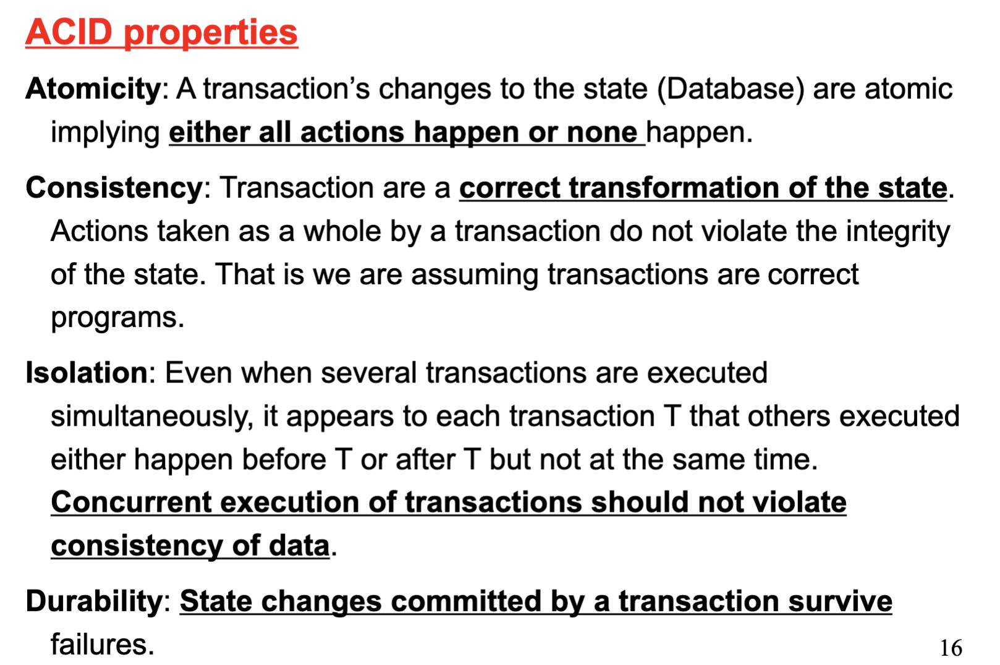 ACID properties
Atomicity: A transaction’s changes to the state (Database) are atomic
implying either all actions happen or none happen.
Consistency: Transaction are a correct transformation of the state.
Actions taken as a whole by a transaction do not violate the integrity
of the state. That is we are assuming transactions are correct
programs.
Isolation: Even when several transactions are executed
simultaneously, it appears to each transaction T that others executed
either happen before T or after T but not at the same time.
Concurrent execution of transactions should not violate
consistency of data.
Durability: State changes committed by a transaction survive
failures.
16